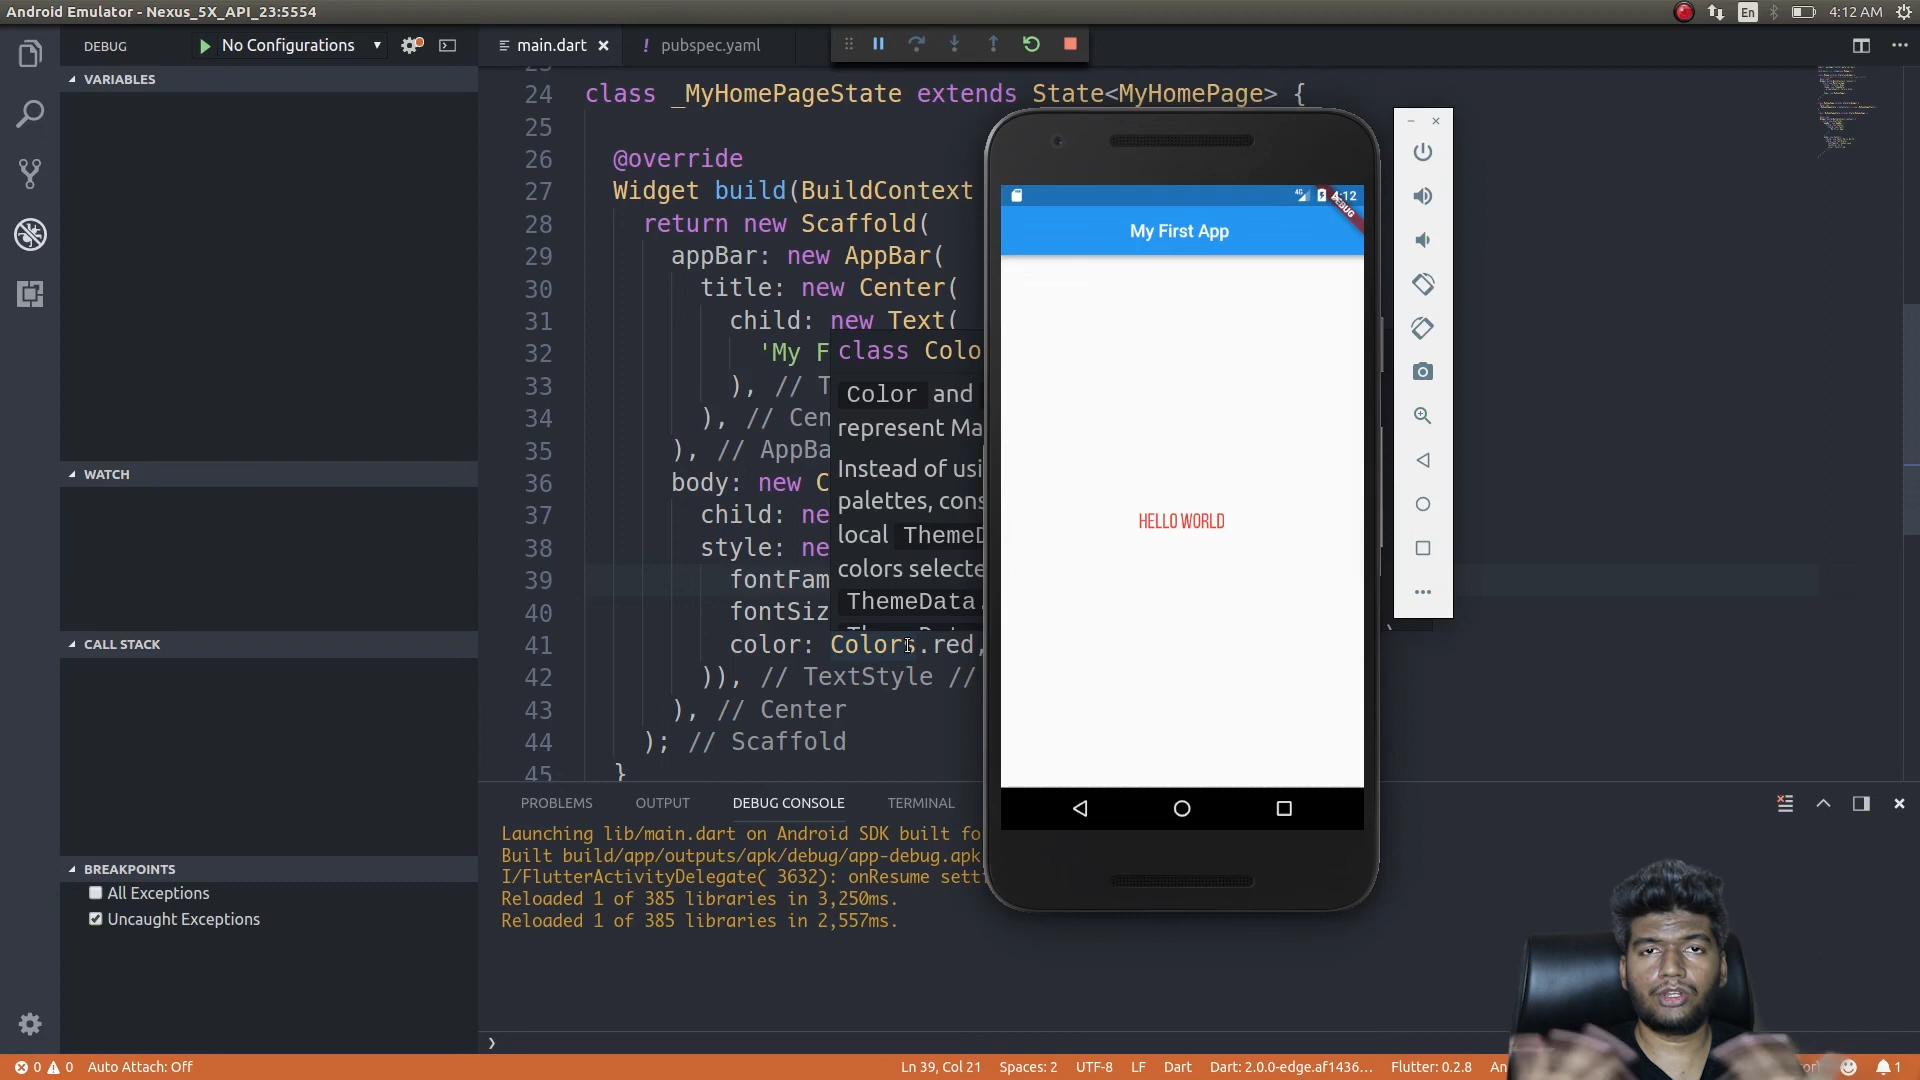 Android Emulator - Nexus_5X_API_23:5554
En
4:12 AM
DEBUG
No Configurations
main.dart
! pubspec.yaml
VARIABLES
WATCH
CALL STACK
BREAKPOINTS
All Exceptions
Uncaught Exceptions
24 class _MyHomePageState extends State<MyHomePage> {
25
26 @override
27 Widget build(BuildContext
28 return new Scaffold(
29 appBar: new AppBar(
30 title: new Center(
31 child: new Text(
32 'My F
33 ), // T
34 ), // Cen
35 ), // AppBa
36 body: new C
37 child: ne
38 style: ne
39 fontFam
40 fontSiz
41 color: Colors.red,
42 )), // TextStyle //
43 ), // Center
44 ); // Scaffold
45 }
class Colo
Color and
represent Ma
Instead of usi
palettes, cons
local ThemeD
colors selecte
ThemeData.
4G
4:12
DEBUG
My First App
HELLO WORLD
PROBLEMS
OUTPUT
DEBUG CONSOLE
TERMINAL
Launching lib/main.dart on Android SDK built fo
Built build/app/outputs/apk/debug/app-debug.apk
I/FlutterActivityDelegate( 3632): onResume setti
Reloaded 1 of 385 libraries in 3,250ms.
Reloaded 1 of 385 libraries in 2,557ms.
0 0 Auto Attach: Off
Ln 39, Col 21
Spaces: 2
UTF-8
LF
Dart
Dart: 2.0.0-edge.af1436...
Flutter: 0.2.8
An
1